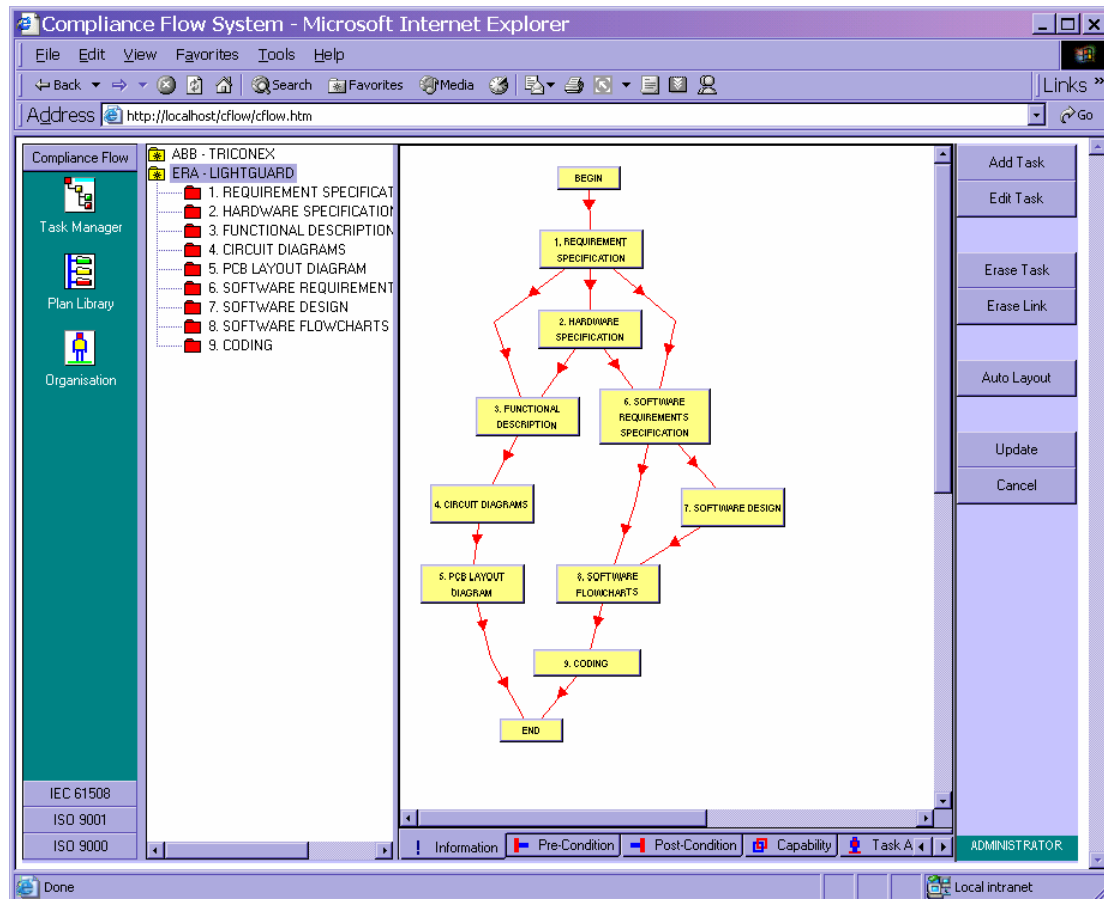 Compliance Flow System - Microsoft Internet Explorer
File Edit View Favorites Tools Help
Back Search Favorites Media Links »
Address http://localhost/cflow/cflow.htm Go
Compliance Flow
Task Manager
Plan Library
Organisation
IEC 61508
ISO 9001
ISO 9000
ABB - TRICONEX
ERA - LIGHTGUARD
1. REQUIREMENT SPECIFICAT
2. HARDWARE SPECIFICATION
3. FUNCTIONAL DESCRIPTION
4. CIRCUIT DIAGRAMS
5. PCB LAYOUT DIAGRAM
6. SOFTWARE REQUIREMENT
7. SOFTWARE DESIGN
8. SOFTWARE FLOWCHARTS
9. CODING
BEGIN
1. REQUIREMENT
SPECIFICATION
2. HARDWARE
SPECIFICATION
3. FUNCTIONAL
DESCRIPTION
6. SOFTWARE
REQUIREMENTS
SPECIFICATION
4. CIRCUIT DIAGRAMS
7. SOFTWARE DESIGN
5. PCB LAYOUT
DIAGRAM
8. SOFTWARE
FLOWCHARTS
9. CODING
END
! Information Pre-Condition Post-Condition Capability Task A
Add Task
Edit Task
Erase Task
Erase Link
Auto Layout
Update
Cancel
ADMINISTRATOR
Done Local intranet